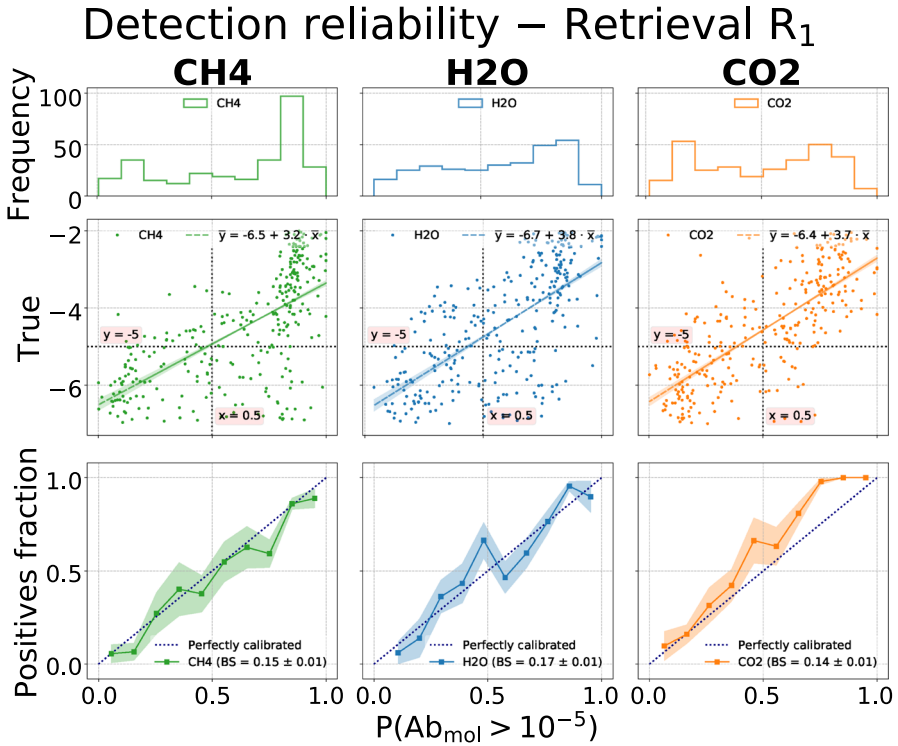 Detection reliability − Retrieval R1
CH4 H2O CO2
Frequency
100
50
0
CH4 H2O CO2
True
−2
−4
−6
CH4 ȳ = -6.5 + 3.2 · x̄
H2O ȳ = -6.7 + 3.8 · x̄
CO2 ȳ = -6.4 + 3.7 · x̄
y = -5 y = -5 y = -5
x = 0.5 x = 0.5 x = 0.5
Positives fraction
1.0
0.5
0.0
Perfectly calibrated
CH4 (BS = 0.15 ± 0.01)
Perfectly calibrated
H2O (BS = 0.17 ± 0.01)
Perfectly calibrated
CO2 (BS = 0.14 ± 0.01)
0.0 0.5 1.0 0.0 0.5 1.0 0.0 0.5 1.0
P(Ab_mol > 10^−5)